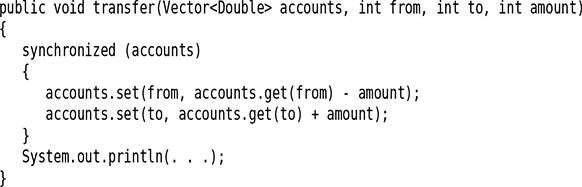 public void transfer(Vector<Double> accounts, int from, int to, int amount)
{
   synchronized (accounts)
   {
      accounts.set(from, accounts.get(from) - amount);
      accounts.set(to, accounts.get(to) + amount);
   }
   System.out.println(. . .);
}